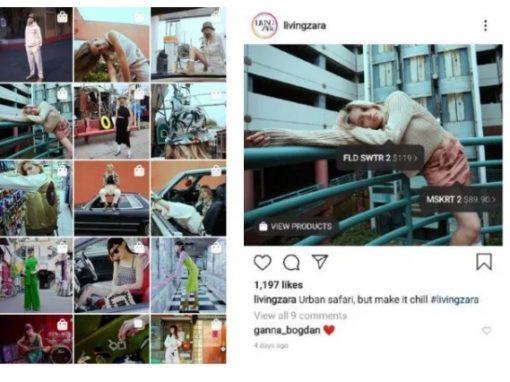 LIVING
livingzara
FLD SWTR 2 $119 >
MSKRT 2 $89.90 >
VIEW PRODUCTS
1,197 likes
livingzara Urban safari, but make it chill #livingzara
View all 9 comments
ganna_bogdan ❤️
4 days ago